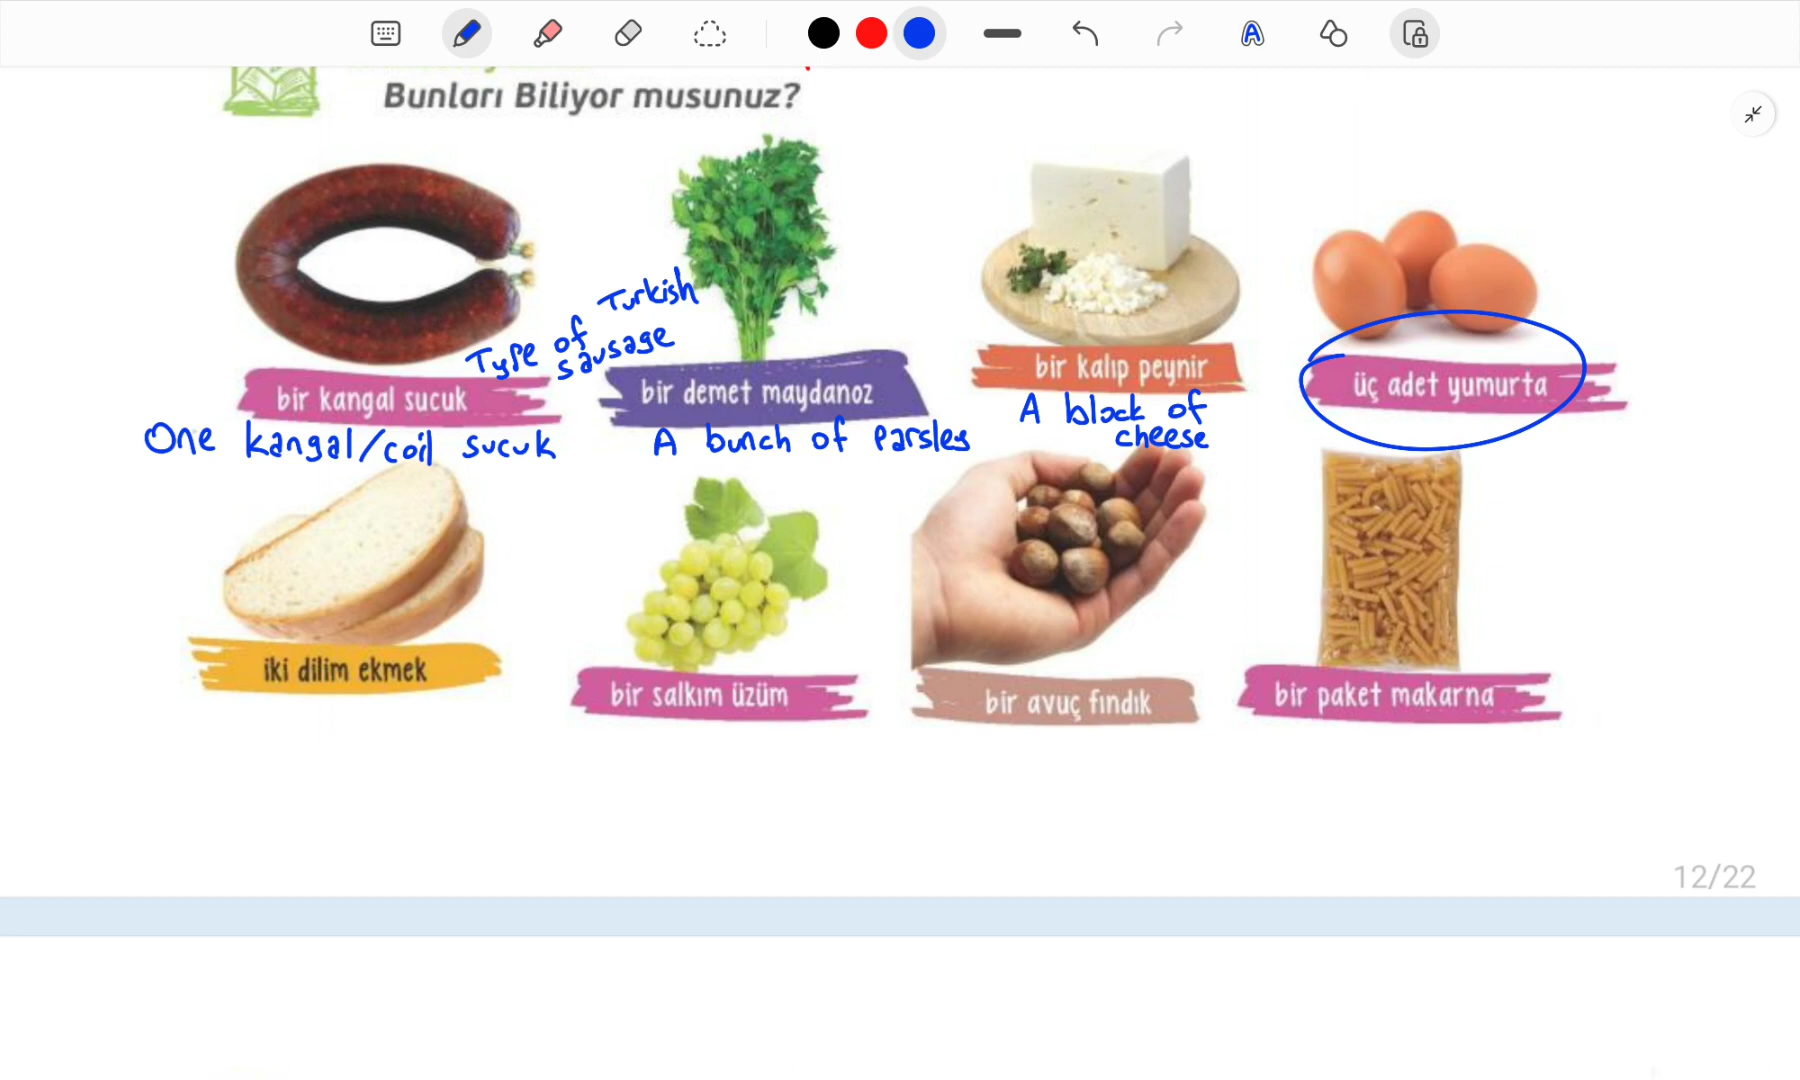 Bunları Biliyor musunuz?
Turkish
Type of
sausage
bir kangal sucuk
bir demet maydanoz
bir kalıp peynir
üç adet yumurta
One kangal/coil sucuk
A bunch of Parsley
A block of
cheese
iki dilim ekmek
bir salkım üzüm
bir avuç fındık
bir paket makarna
12/22